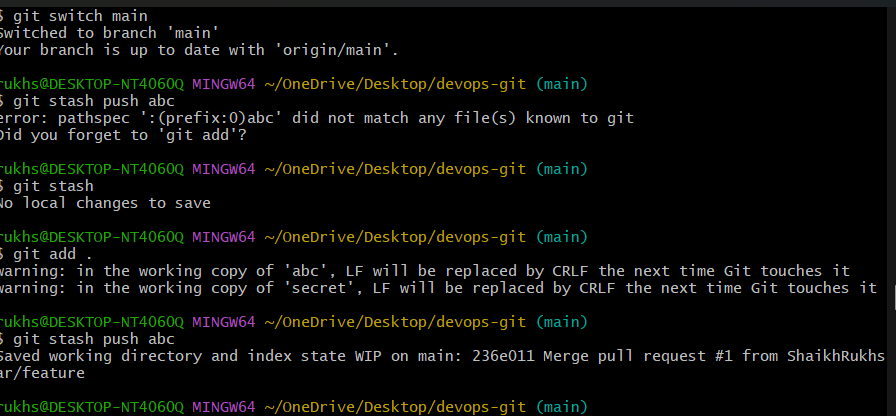 $ git switch main
Switched to branch 'main'
Your branch is up to date with 'origin/main'.
rukhs@DESKTOP-NT4060Q MINGW64 ~/OneDrive/Desktop/devops-git (main)
$ git stash push abc
error: pathspec ':(prefix:0)abc' did not match any file(s) known to git
Did you forget to 'git add'?
rukhs@DESKTOP-NT4060Q MINGW64 ~/OneDrive/Desktop/devops-git (main)
$ git stash
No local changes to save
rukhs@DESKTOP-NT4060Q MINGW64 ~/OneDrive/Desktop/devops-git (main)
$ git add .
warning: in the working copy of 'abc', LF will be replaced by CRLF the next time Git touches it
warning: in the working copy of 'secret', LF will be replaced by CRLF the next time Git touches it
rukhs@DESKTOP-NT4060Q MINGW64 ~/OneDrive/Desktop/devops-git (main)
$ git stash push abc
Saved working directory and index state WIP on main: 236e011 Merge pull request #1 from ShaikhRukhs
ar/feature
rukhs@DESKTOP-NT4060Q MINGW64 ~/OneDrive/Desktop/devops-git (main)